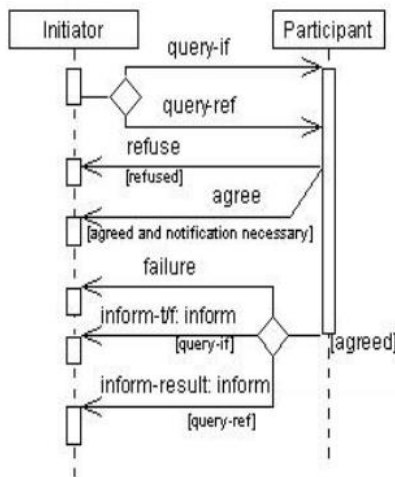 Initiator
Participant
query-if
query-ref
refuse
[refused]
agree
[agreed and notification necessary]
failure
inform-t/f: inform
[query-if]
[agreed]
inform-result: inform
[query-ref]